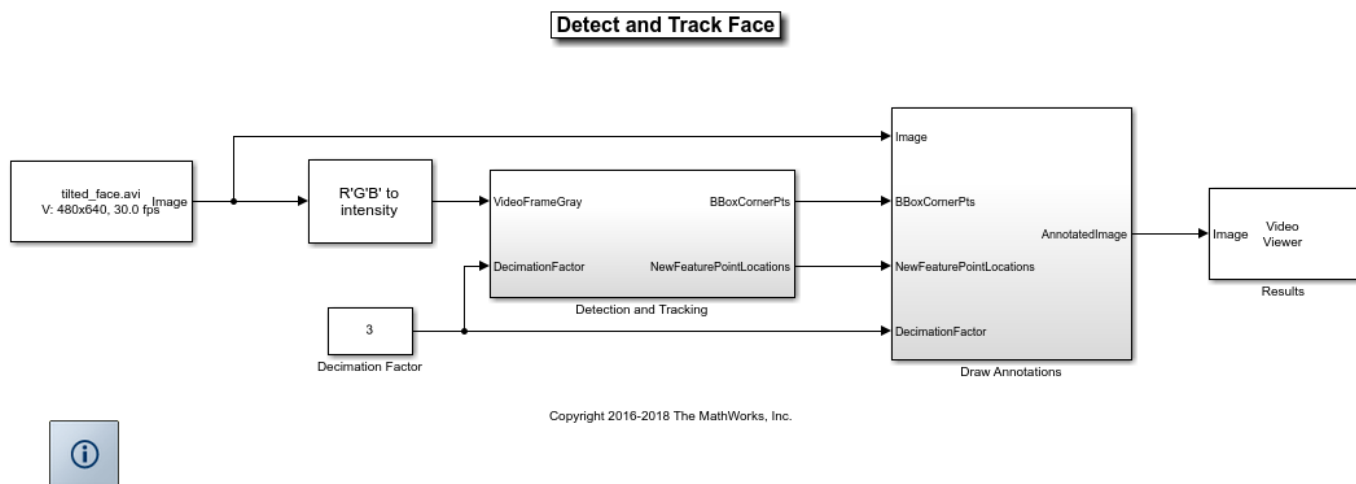 Detect and Track Face
tilted_face.avi
V: 480x640, 30.0 fps
Image
R'G'B' to
intensity
VideoFrameGray
DecimationFactor
BBoxCornerPts
NewFeaturePointLocations
Detection and Tracking
3
Decimation Factor
Image
BBoxCornerPts
NewFeaturePointLocations
DecimationFactor
AnnotatedImage
Draw Annotations
Image
Video
Viewer
Results
Copyright 2016-2018 The MathWorks, Inc.